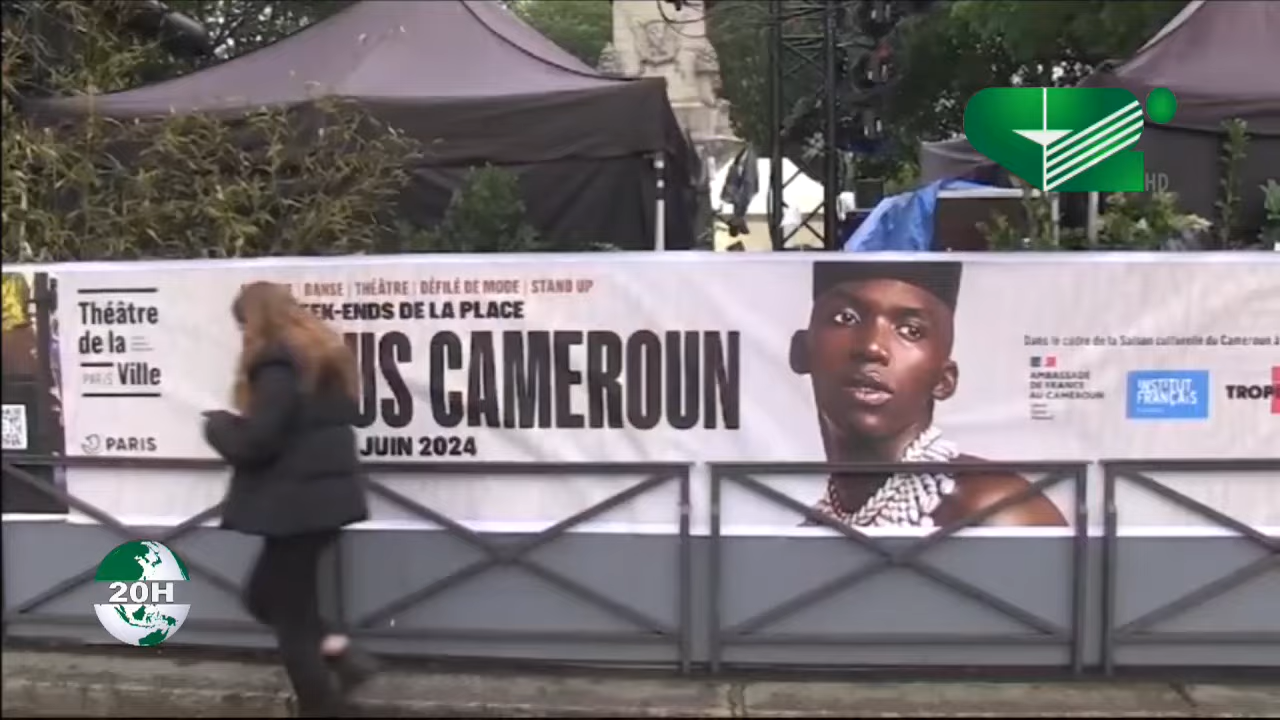 DANSE | THÉÂTRE | DÉFILÉ DE MODE | STAND UP
EEK-ENDS DE LA PLACE
US CAMEROUN
JUIN 2024
Théâtre
de la
PARIS Ville
PARIS
Dans le cadre de la Saison culturelle du Cameroun à
AMBASSADE
DE FRANCE
AU CAMEROUN
INSTITUT
FRANÇAIS
TROP
HD
20H